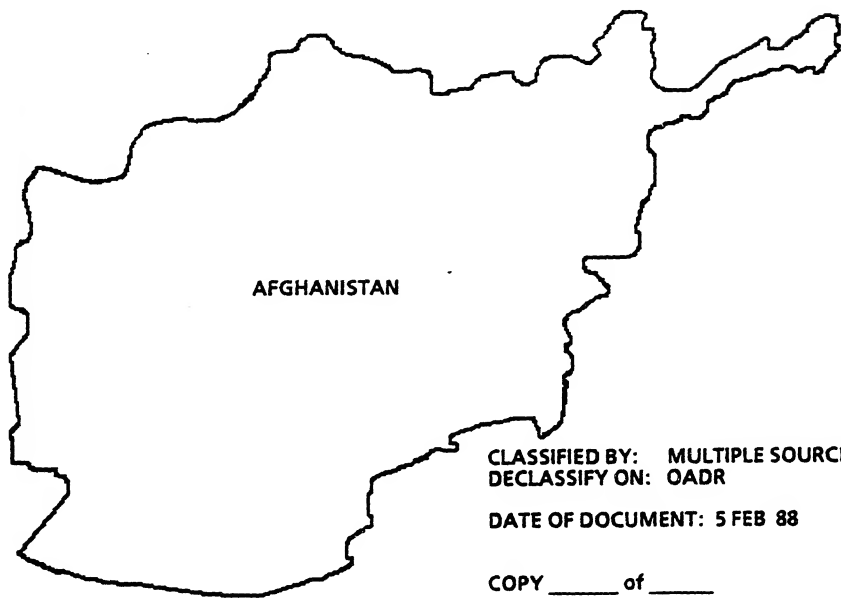 AFGHANISTAN
CLASSIFIED BY: MULTIPLE SOURC
DECLASSIFY ON: OADR
DATE OF DOCUMENT: 5 FEB 88
COPY ______ of ______